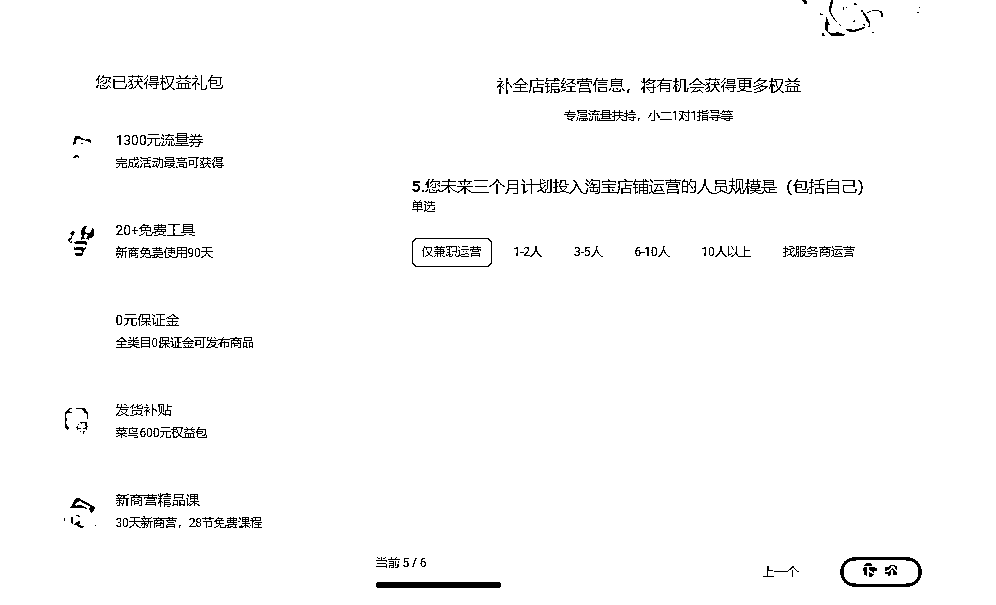 您已获得权益礼包
1300元流量券
完成活动最高可获得
20+免费工具
新商免费使用90天
0元保证金
全类目0保证金可发布商品
发货补贴
菜鸟600元权益包
新商营精品课
30天新商营，28节免费课程
补全店铺经营信息，将有机会获得更多权益
专属流量扶持，小二1对1指导等
5.您未来三个月计划投入淘宝店铺运营的人员规模是（包括自己）
单选
仅兼职运营 1-2人 3-5人 6-10人 10人以上 找服务商运营
当前 5 / 6
上一个